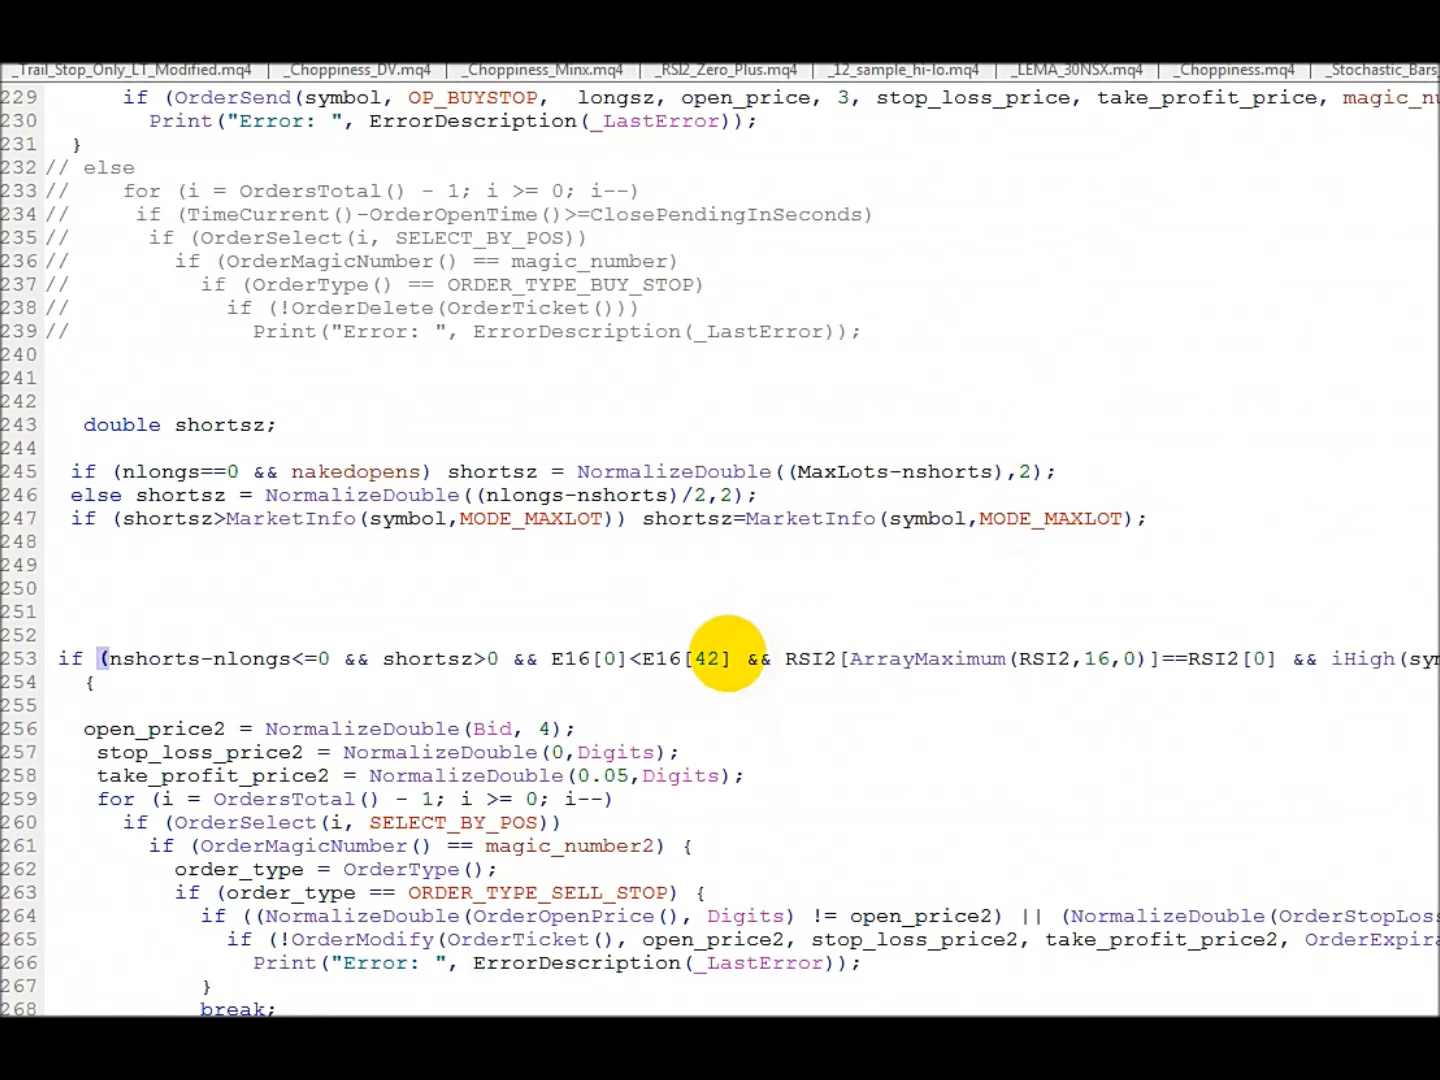 _Trail_Stop_Only_LT_Modified.mq4 | _Choppiness_DV.mq4 | _Choppiness_Minx.mq4 | _RSI2_Zero_Plus.mq4 | _12_sample_hi-lo.mq4 | _LEMA_30NSX.mq4 | _Choppiness.mq4 | _Stochastic_Bars
229 if (OrderSend(symbol, OP_BUYSTOP, longsz, open_price, 3, stop_loss_price, take_profit_price, magic_nu
230 Print("Error: ", ErrorDescription(_LastError));
231 }
232 // else
233 // for (i = OrdersTotal() - 1; i >= 0; i--)
234 // if (TimeCurrent()-OrderOpenTime()>=ClosePendingInSeconds)
235 // if (OrderSelect(i, SELECT_BY_POS))
236 // if (OrderMagicNumber() == magic_number)
237 // if (OrderType() == ORDER_TYPE_BUY_STOP)
238 // if (!OrderDelete(OrderTicket()))
239 // Print("Error: ", ErrorDescription(_LastError));
240
241
242
243 double shortsz;
244
245 if (nlongs==0 && nakedopens) shortsz = NormalizeDouble((MaxLots-nshorts),2);
246 else shortsz = NormalizeDouble((nlongs-nshorts)/2,2);
247 if (shortsz>MarketInfo(symbol,MODE_MAXLOT)) shortsz=MarketInfo(symbol,MODE_MAXLOT);
248
249
250
251
252
253 if (nshorts-nlongs<=0 && shortsz>0 && E16[0]<E16[42] && RSI2[ArrayMaximum(RSI2,16,0)]==RSI2[0] && iHigh(sym
254 {
255
256 open_price2 = NormalizeDouble(Bid, 4);
257 stop_loss_price2 = NormalizeDouble(0,Digits);
258 take_profit_price2 = NormalizeDouble(0.05,Digits);
259 for (i = OrdersTotal() - 1; i >= 0; i--)
260 if (OrderSelect(i, SELECT_BY_POS))
261 if (OrderMagicNumber() == magic_number2) {
262 order_type = OrderType();
263 if (order_type == ORDER_TYPE_SELL_STOP) {
264 if ((NormalizeDouble(OrderOpenPrice(), Digits) != open_price2) || (NormalizeDouble(OrderStopLos
265 if (!OrderModify(OrderTicket(), open_price2, stop_loss_price2, take_profit_price2, OrderExpira
266 Print("Error: ", ErrorDescription(_LastError));
267 }
268 break;